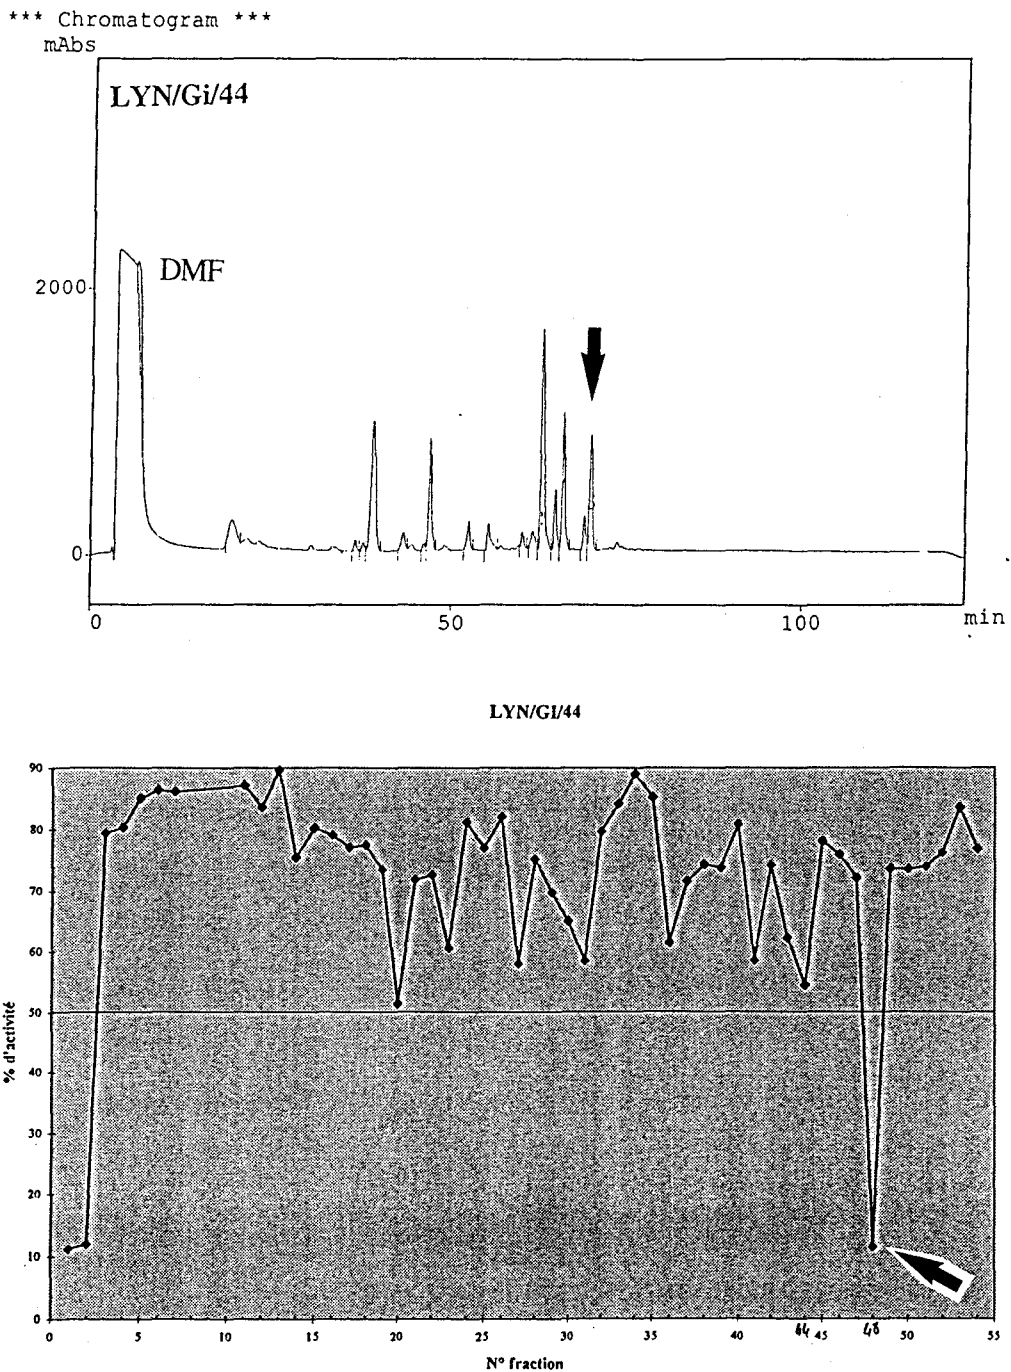 *** Chromatogram ***
mAbs
LYN/Gi/44
DMF
2000
0
0 50 100 min
LYN/GI/44
90
80
70
60
50
40
30
20
10
0
% d'activité
0 5 10 15 20 25 30 35 40 44 45 48 50 55
N° fraction